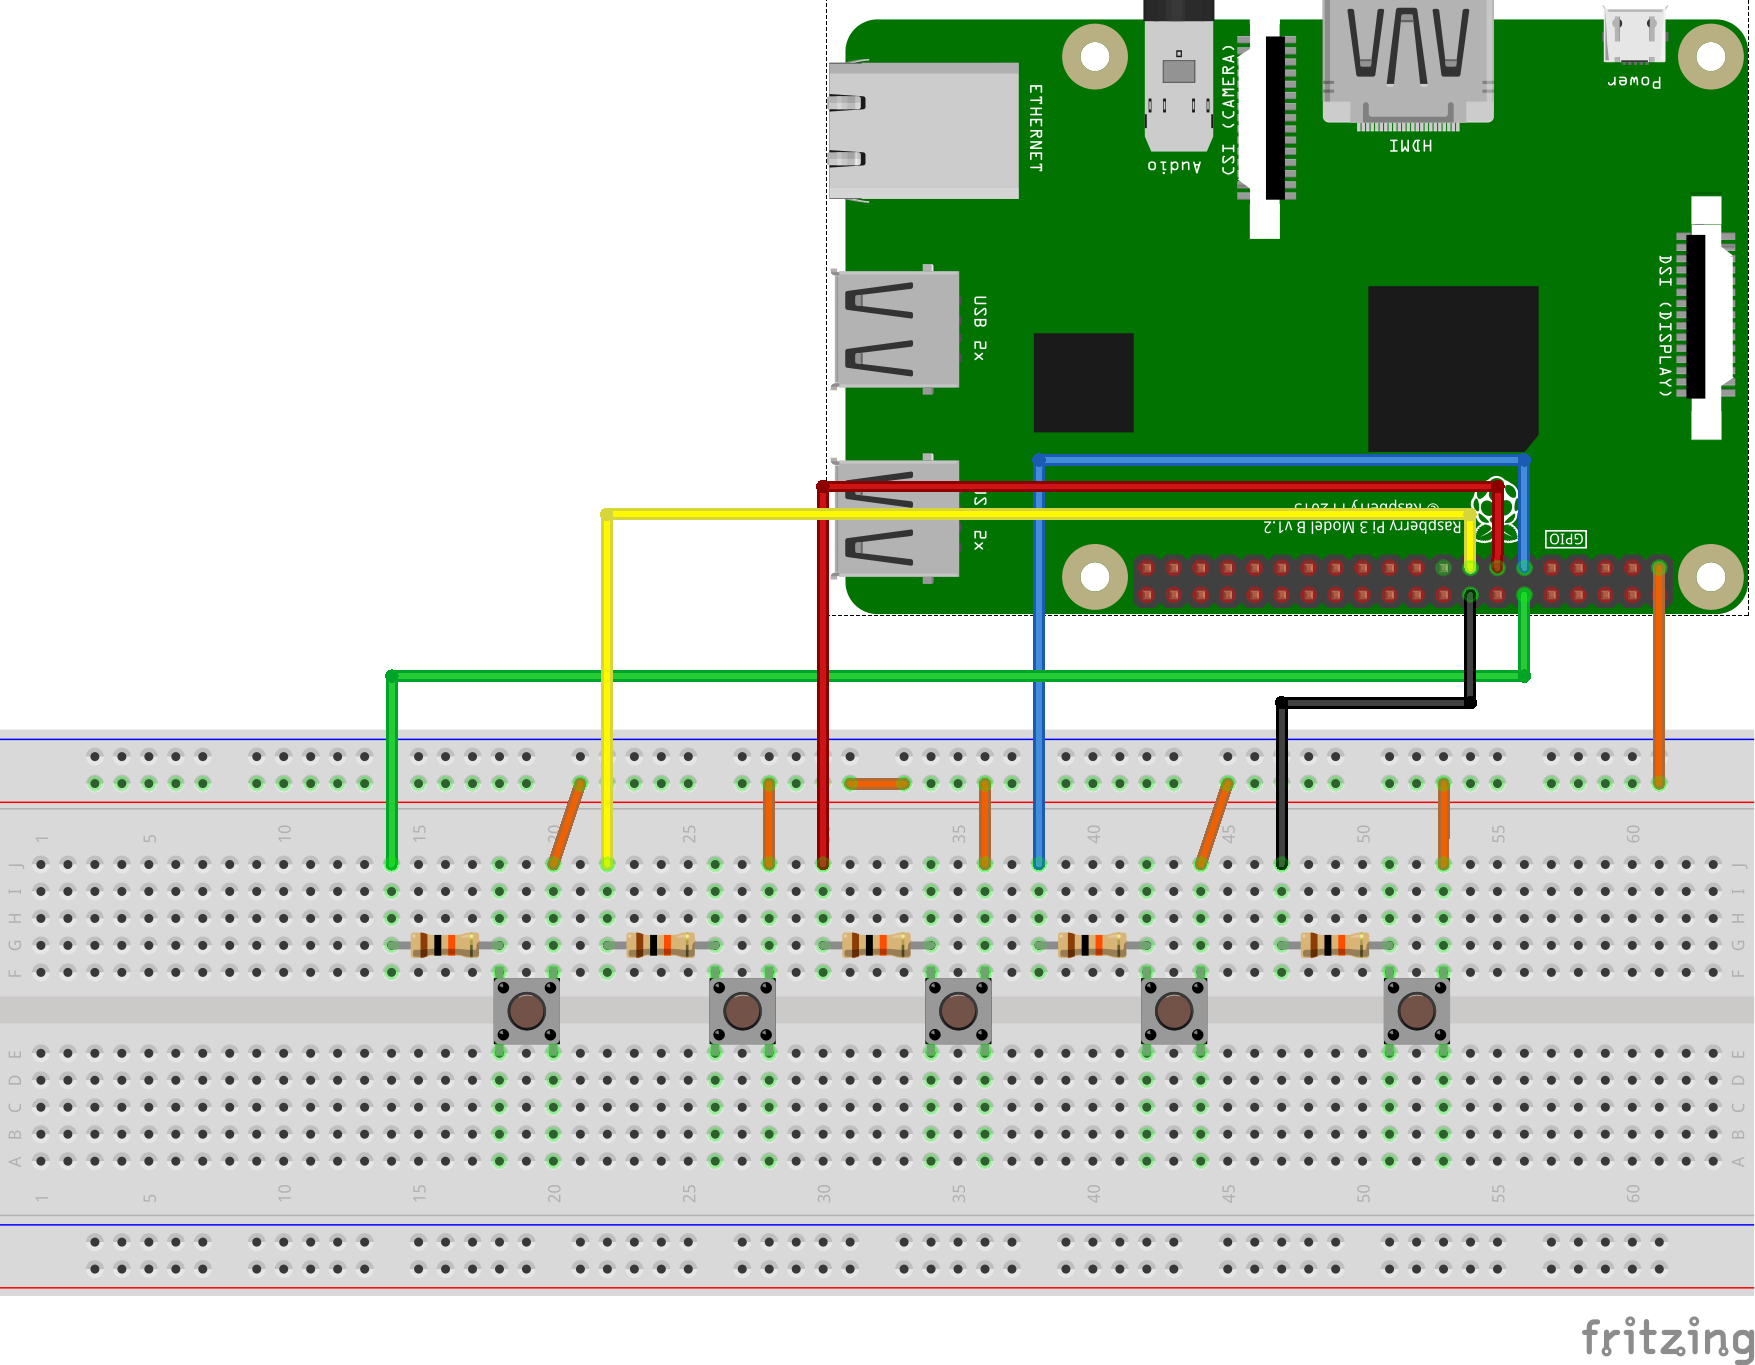 Power
HDMI
Audio
CSI (CAMERA)
ETHERNET
DSI (DISPLAY)
USB 2x
2x
© Raspberry Pi 2015
Raspberry Pi 3 Model B v1.2
GPIO
1 5 10 15 20 25 35 40 45 50 55 60
J J
I I
H H
G G
F F
E E
D D
C C
B B
A A
1 5 10 15 20 25 30 35 40 45 50 55 60
fritzing